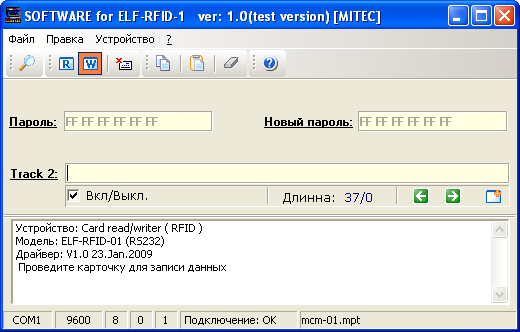 SOFTWARE for ELF-RFID-1 ver: 1.0(test version) [MITEC]
Файл Правка Устройство ?
R W
Пароль: FF FF FF FF FF FF Новый пароль: FF FF FF FF FF FF
Track 2:
Вкл/Выкл. Длинна: 37/0
Устройство: Card read/writer ( RFID )
Модель: ELF-RFID-01 (RS232)
Драйвер: V1.0 23.Jan.2009
Проведите карточку для записи данных
COM1 9600 8 0 1 Подключение: OK mcm-01.mpt